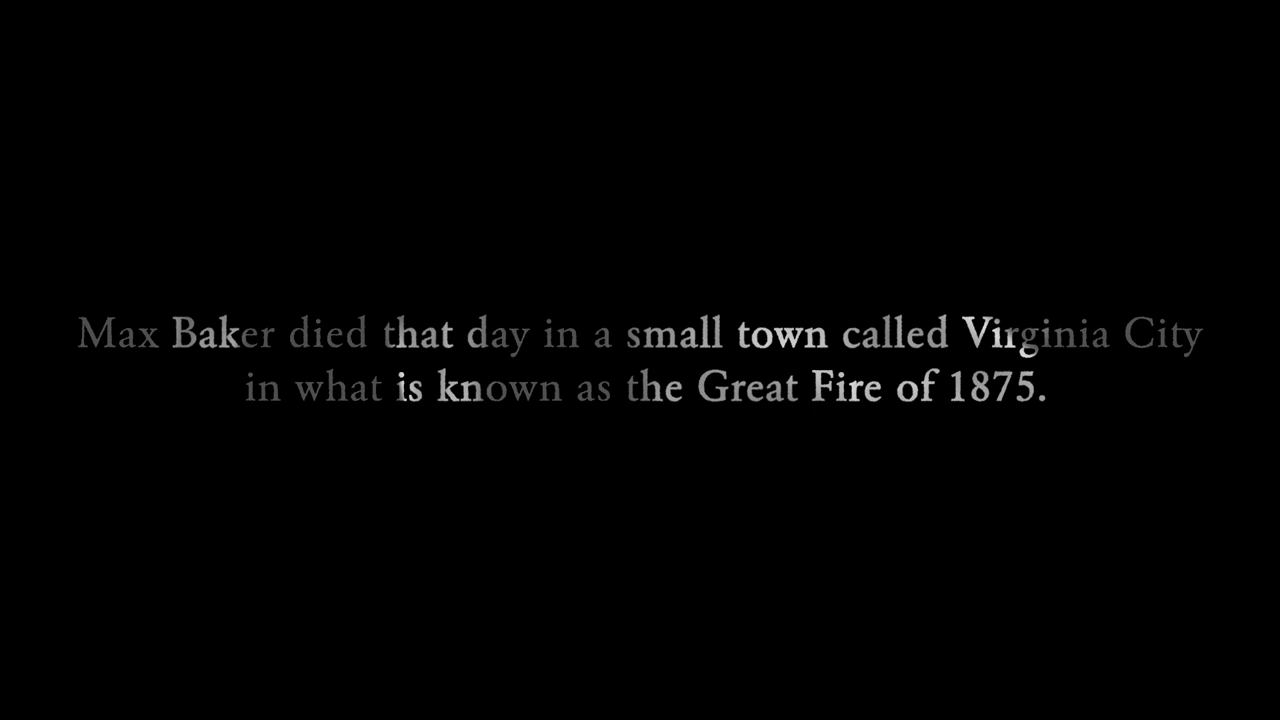 Max Baker died that day in a small town called Virginia City
in what is known as the Great Fire of 1875.